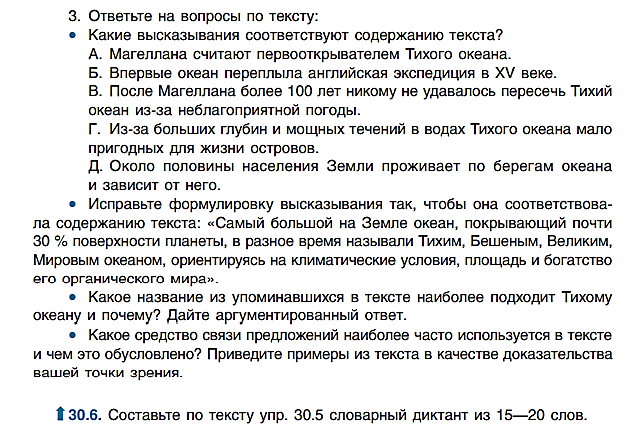 3. Ответьте на вопросы по тексту:
• Какие высказывания соответствуют содержанию текста?
А. Магеллана считают первооткрывателем Тихого океана.
Б. Впервые океан переплыла английская экспедиция в XV веке.
В. После Магеллана более 100 лет никому не удавалось пересечь Тихий
океан из-за неблагоприятной погоды.
Г. Из-за больших глубин и мощных течений в водах Тихого океана мало
пригодных для жизни островов.
Д. Около половины населения Земли проживает по берегам океана
и зависит от него.
• Исправьте формулировку высказывания так, чтобы она соответствова-
ла содержанию текста: «Самый большой на Земле океан, покрывающий почти
30 % поверхности планеты, в разное время называли Тихим, Бешеным, Великим,
Мировым океаном, ориентируясь на климатические условия, площадь и богатство
его органического мира».
• Какое название из упоминавшихся в тексте наиболее подходит Тихому
океану и почему? Дайте аргументированный ответ.
• Какое средство связи предложений наиболее часто используется в тексте
и чем это обусловлено? Приведите примеры из текста в качестве доказательства
вашей точки зрения.
⬆30.6. Составьте по тексту упр. 30.5 словарный диктант из 15—20 слов.